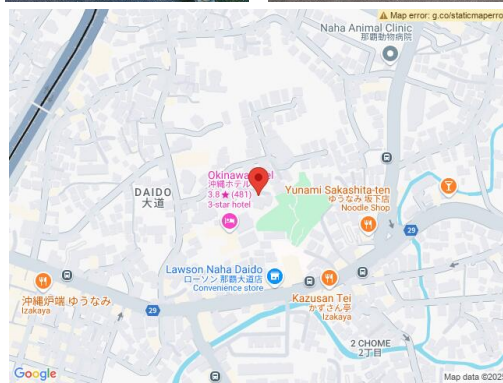 Map error: g.co/staticmaperro
Naha Animal Clinic
那覇動物病院
沖縄ホテル
3.8★(481)
3-star hotel
DAIDO
大道
Yunami Sakashita-ten
ゆうなみ 坂下店
Noodle Shop
29
Lawson Naha Daido
ローソン 那覇大道店
Convenience store
沖縄炉端 ゆうなみ
Izakaya
29
Kazusan Tei
かずさん亭
Izakaya
2 CHOME
2丁目
Google
Map data ©202